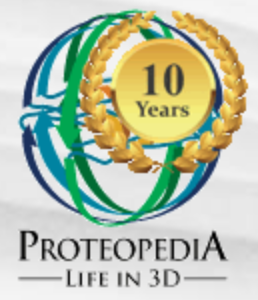 10
Years
PROTEOPEDIA
LIFE IN 3D